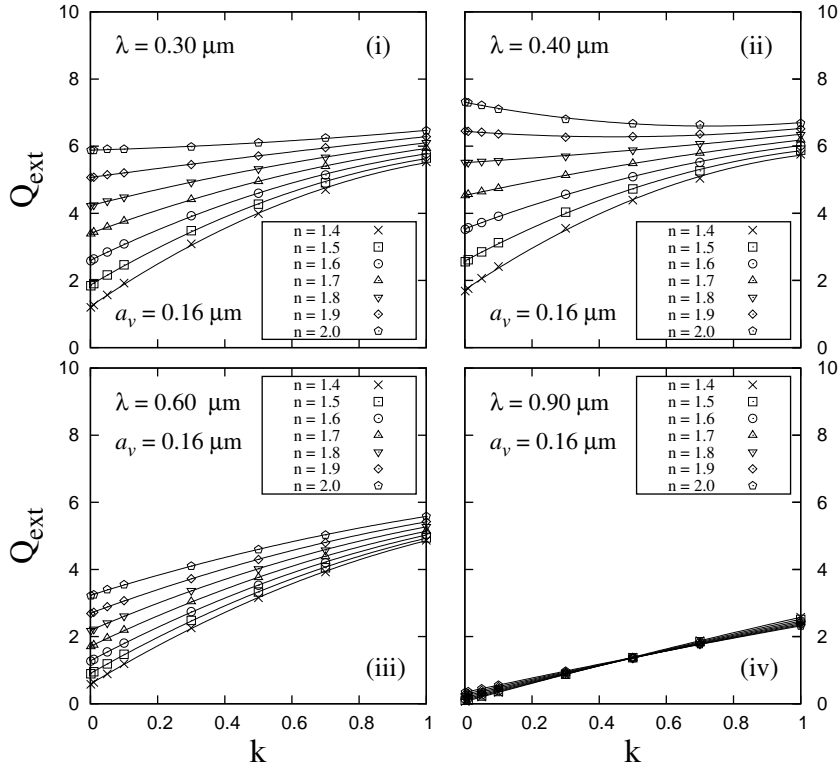 λ = 0.30 μm
(i)
10
8
6
4
2
0
Q_ext
a_v = 0.16 μm
n = 1.4
n = 1.5
n = 1.6
n = 1.7
n = 1.8
n = 1.9
n = 2.0
λ = 0.40 μm
(ii)
10
8
6
4
2
0
a_v = 0.16 μm
n = 1.4
n = 1.5
n = 1.6
n = 1.7
n = 1.8
n = 1.9
n = 2.0
λ = 0.60 μm
a_v = 0.16 μm
n = 1.4
n = 1.5
n = 1.6
n = 1.7
n = 1.8
n = 1.9
n = 2.0
10
8
6
4
2
0
Q_ext
(iii)
0 0.2 0.4 0.6 0.8 1
k
λ = 0.90 μm
a_v = 0.16 μm
n = 1.4
n = 1.5
n = 1.6
n = 1.7
n = 1.8
n = 1.9
n = 2.0
10
8
6
4
2
0
(iv)
0 0.2 0.4 0.6 0.8 1
k